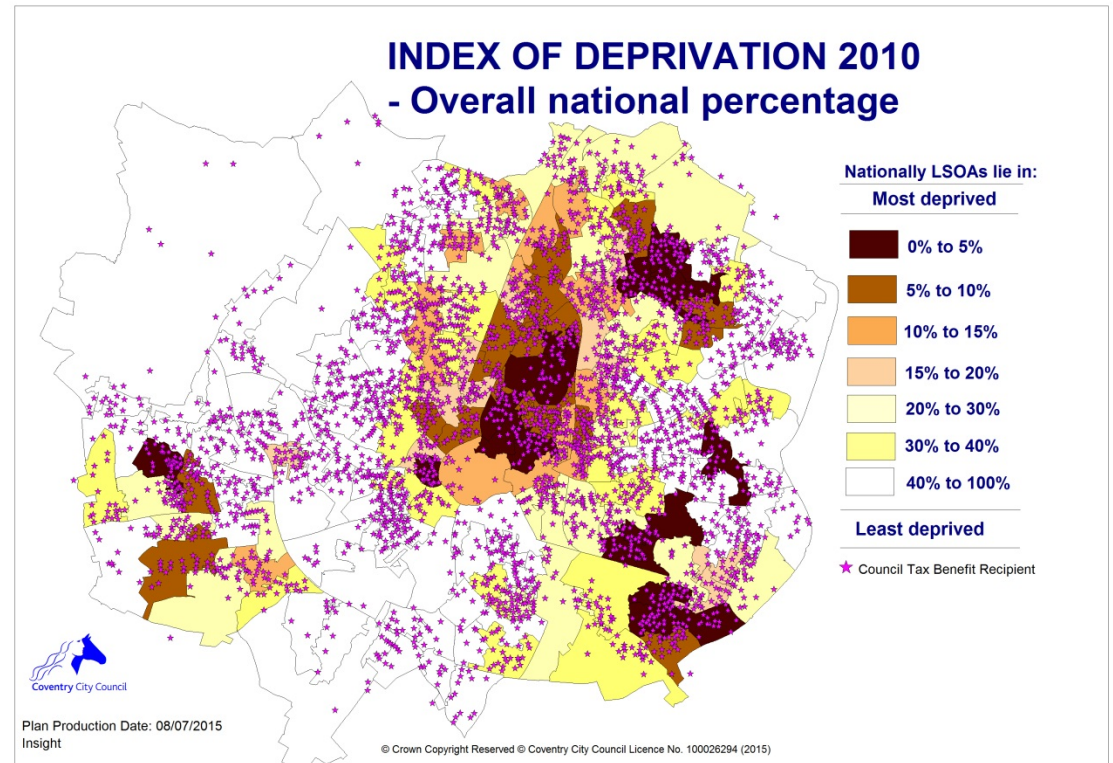 INDEX OF DEPRIVATION 2010
- Overall national percentage
Nationally LSOAs lie in:
Most deprived
0% to 5%
5% to 10%
10% to 15%
15% to 20%
20% to 30%
30% to 40%
40% to 100%
Least deprived
Council Tax Benefit Recipient
Coventry City Council
Plan Production Date: 08/07/2015
Insight
© Crown Copyright Reserved © Coventry City Council Licence No. 100026294 (2015)